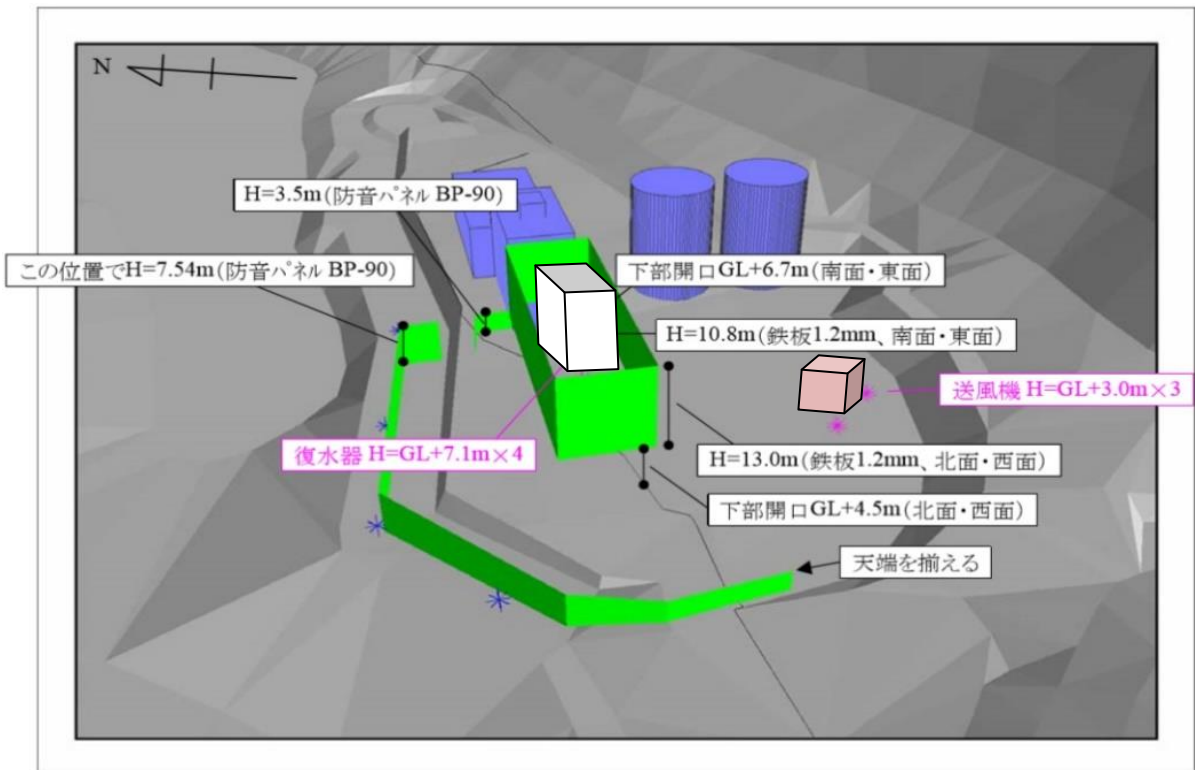 N
H=3.5m(防音パネル BP-90)
この位置でH=7.54m(防音パネル BP-90)
下部開口GL+6.7m(南面・東面)
H=10.8m(鉄板1.2mm、南面・東面)
送風機 H=GL+3.0m×3
復水器 H=GL+7.1m×4
H=13.0m(鉄板1.2mm、北面・西面)
下部開口GL+4.5m(北面・西面)
天端を揃える